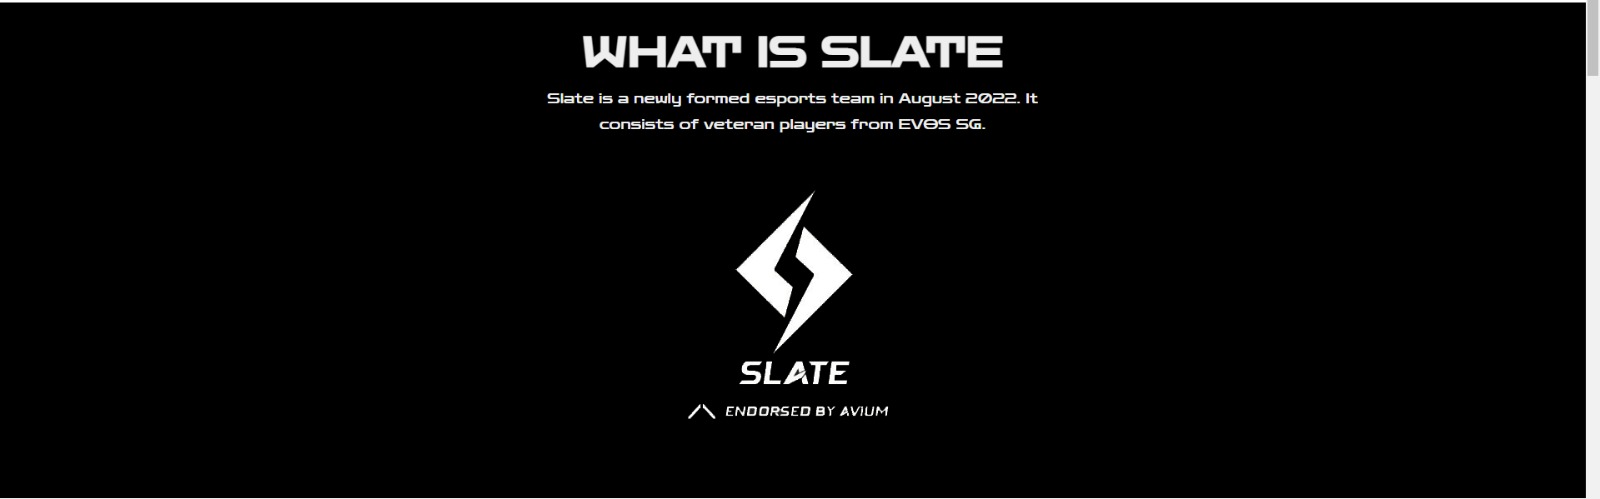 WHAT IS SLATE
Slate is a newly formed esports team in August 2022. It
consists of veteran players from EVOS SG.
SLATE
ENDORSED BY AVIUM